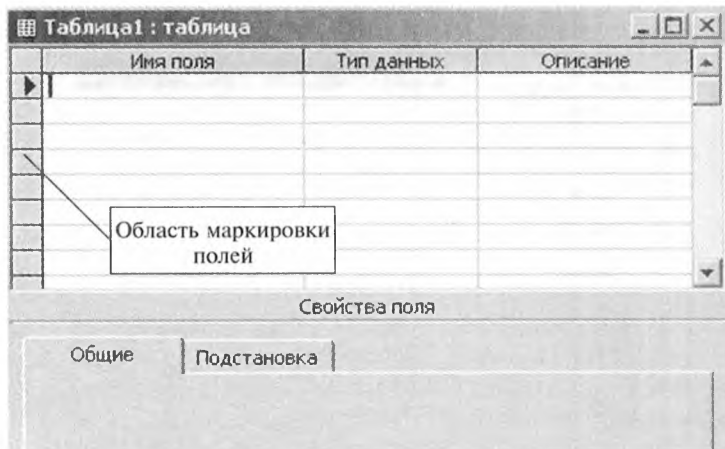 Таблица1 : таблица
Имя поля Тип данных Описание
Область маркировки
полей
Свойства поля
Общие Подстановка